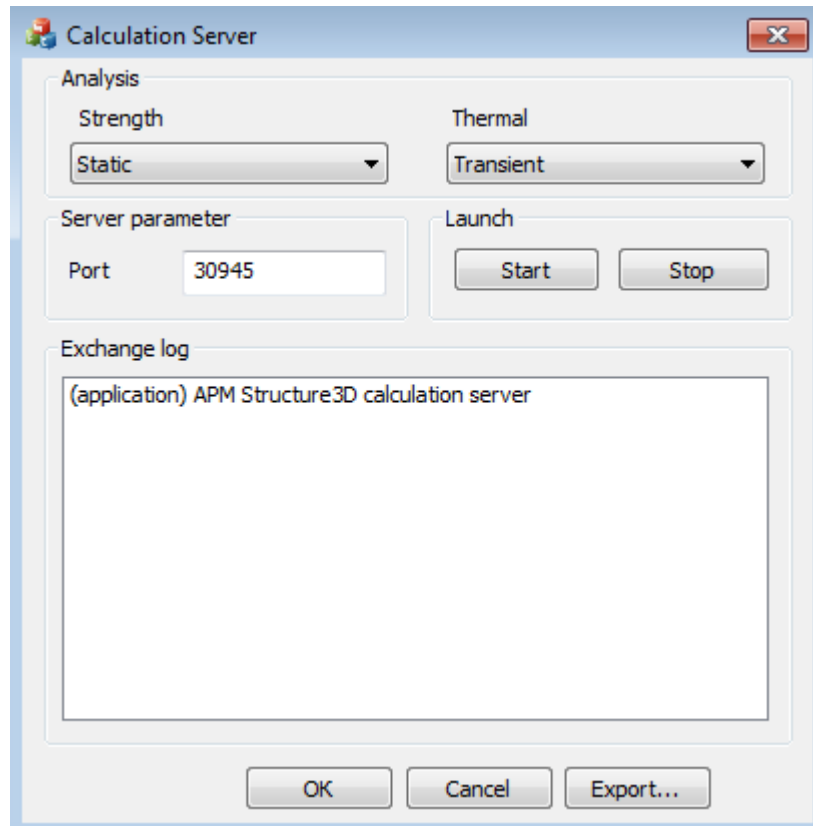 Calculation Server
Analysis
Strength Thermal
Static Transient
Server parameter Launch
Port 30945 Start Stop
Exchange log
(application) APM Structure3D calculation server
OK Cancel Export...